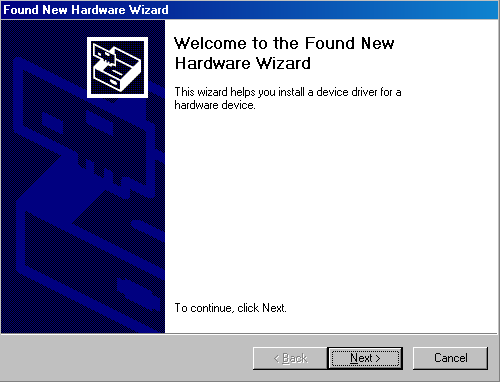 Found New Hardware Wizard
Welcome to the Found New
Hardware Wizard
This wizard helps you install a device driver for a
hardware device.
To continue, click Next.
< Back
Next >
Cancel